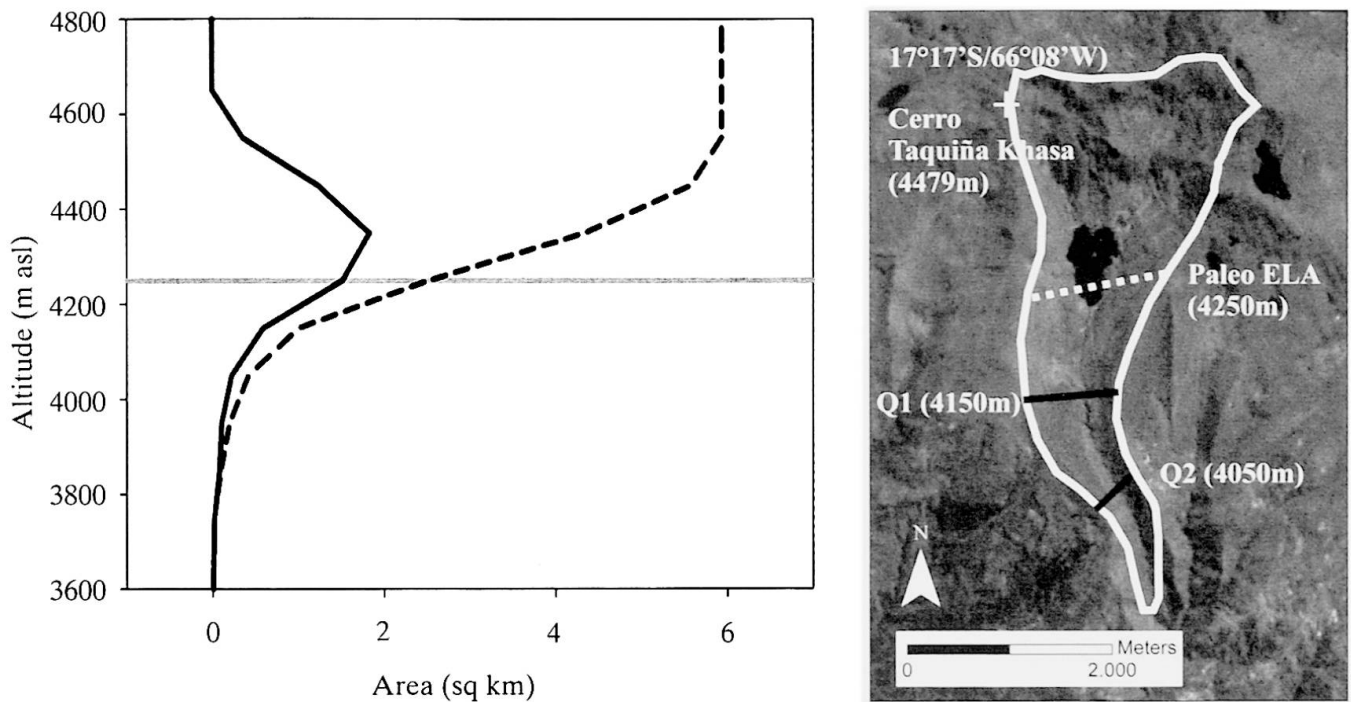 4800
4600
4400
4200
4000
3800
3600
Altitude (m asl)
0
2
4
6
Area (sq km)
17°17'S/66°08'W)
Cerro
Taquiña Khasa
(4479m)
Paleo ELA
(4250m)
Q1 (4150m)
Q2 (4050m)
N
Meters
0
2.000